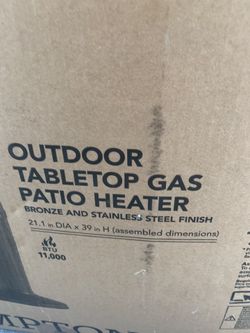 OUTDOOR
TABLETOP GAS
PATIO HEATER
BRONZE AND STAINLESS STEEL FINISH
21.1 in DIA x 39 in H (assembled dimensions)
BTU
11,000